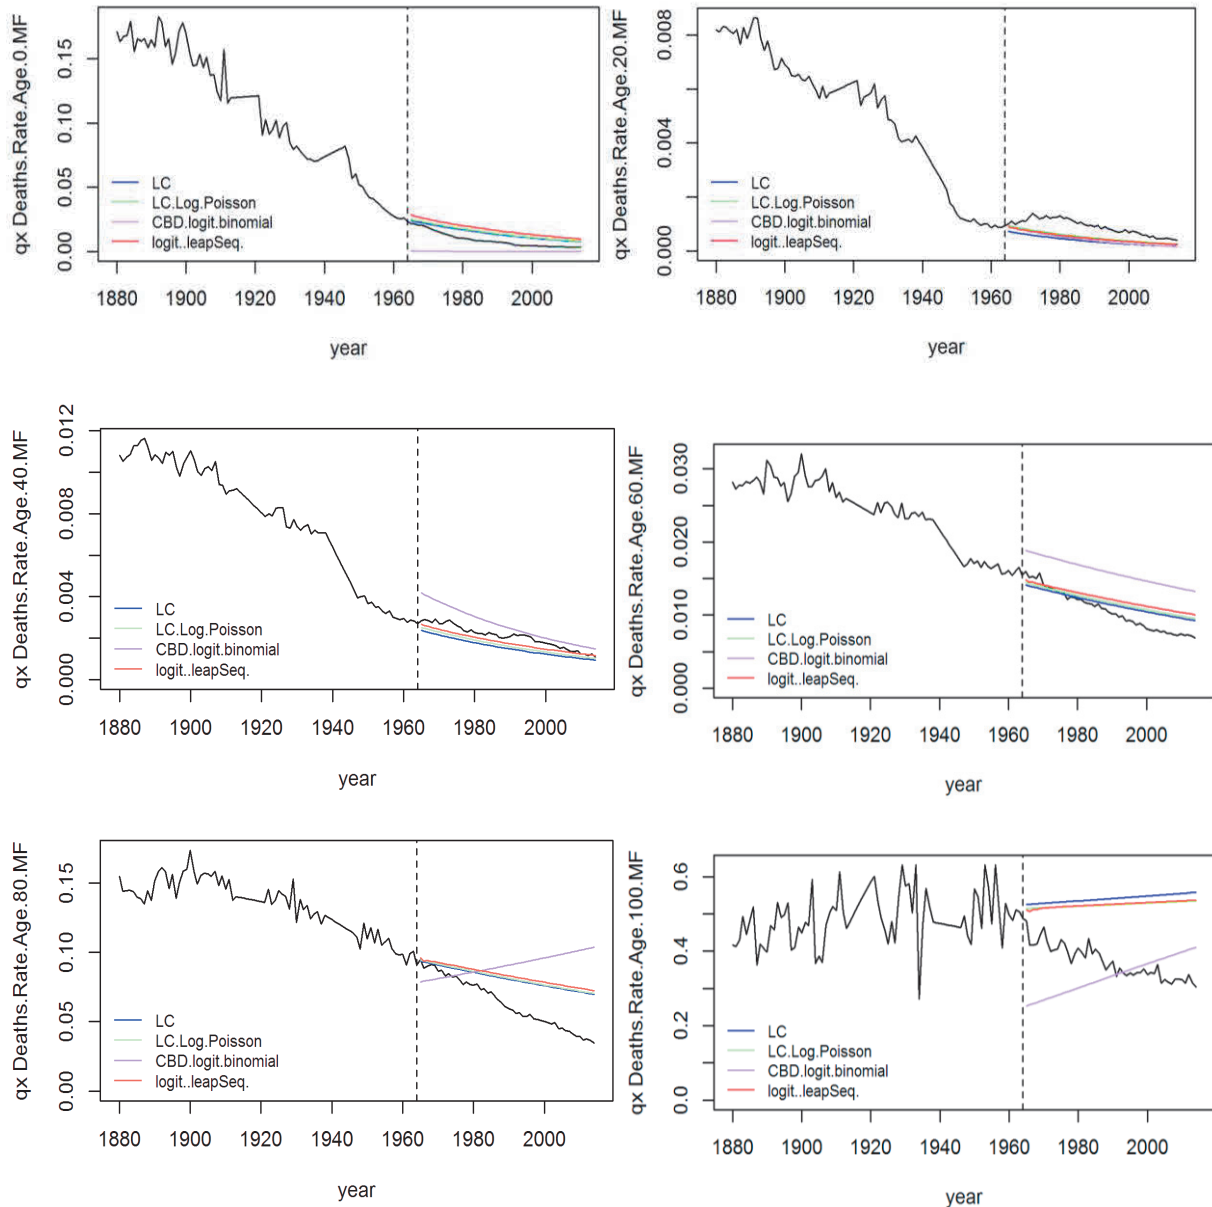 qx Deaths.Rate.Age.0.MF
0.15
0.10
0.05
0.00
LC
LC.Log.Poisson
CBD.logit.binomial
logit..leapSeq.
1880 1900 1920 1940 1960 1980 2000
year
qx Deaths.Rate.Age.20.MF
0.008
0.004
0.000
LC
LC.Log.Poisson
CBD.logit.binomial
logit..leapSeq.
1880 1900 1920 1940 1960 1980 2000
year
qx Deaths.Rate.Age.40.MF
0.012
0.008
0.004
0.000
LC
LC.Log.Poisson
CBD.logit.binomial
logit..leapSeq.
1880 1900 1920 1940 1960 1980 2000
year
qx Deaths.Rate.Age.60.MF
0.030
0.020
0.010
0.000
LC
LC.Log.Poisson
CBD.logit.binomial
logit..leapSeq.
1880 1900 1920 1940 1960 1980 2000
year
qx Deaths.Rate.Age.80.MF
0.15
0.10
0.05
0.00
LC
LC.Log.Poisson
CBD.logit.binomial
logit..leapSeq.
1880 1900 1920 1940 1960 1980 2000
year
qx Deaths.Rate.Age.100.MF
0.6
0.4
0.2
0.0
LC
LC.Log.Poisson
CBD.logit.binomial
logit..leapSeq.
1880 1900 1920 1940 1960 1980 2000
year